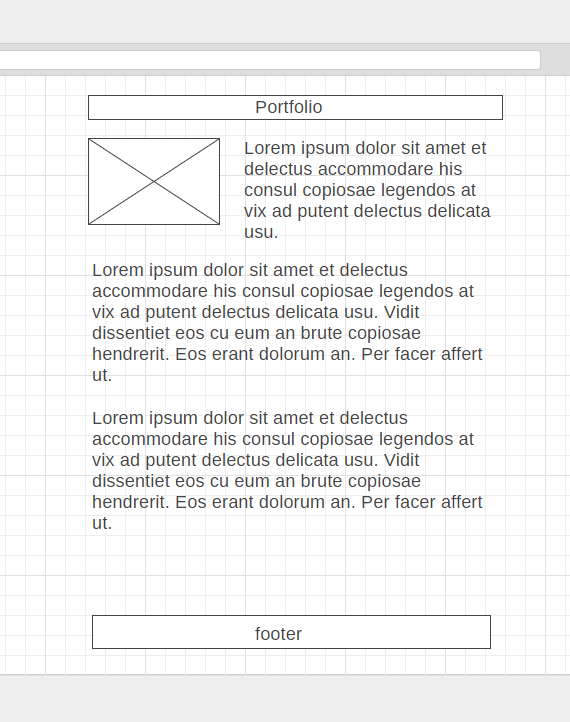 Portfolio
Lorem ipsum dolor sit amet et
delectus accommodare his
consul copiosae legendos at
vix ad putent delectus delicata
usu.
Lorem ipsum dolor sit amet et delectus
accommodare his consul copiosae legendos at
vix ad putent delectus delicata usu. Vidit
dissentiet eos cu eum an brute copiosae
hendrerit. Eos erant dolorum an. Per facer affert
ut.
Lorem ipsum dolor sit amet et delectus
accommodare his consul copiosae legendos at
vix ad putent delectus delicata usu. Vidit
dissentiet eos cu eum an brute copiosae
hendrerit. Eos erant dolorum an. Per facer affert
ut.
footer